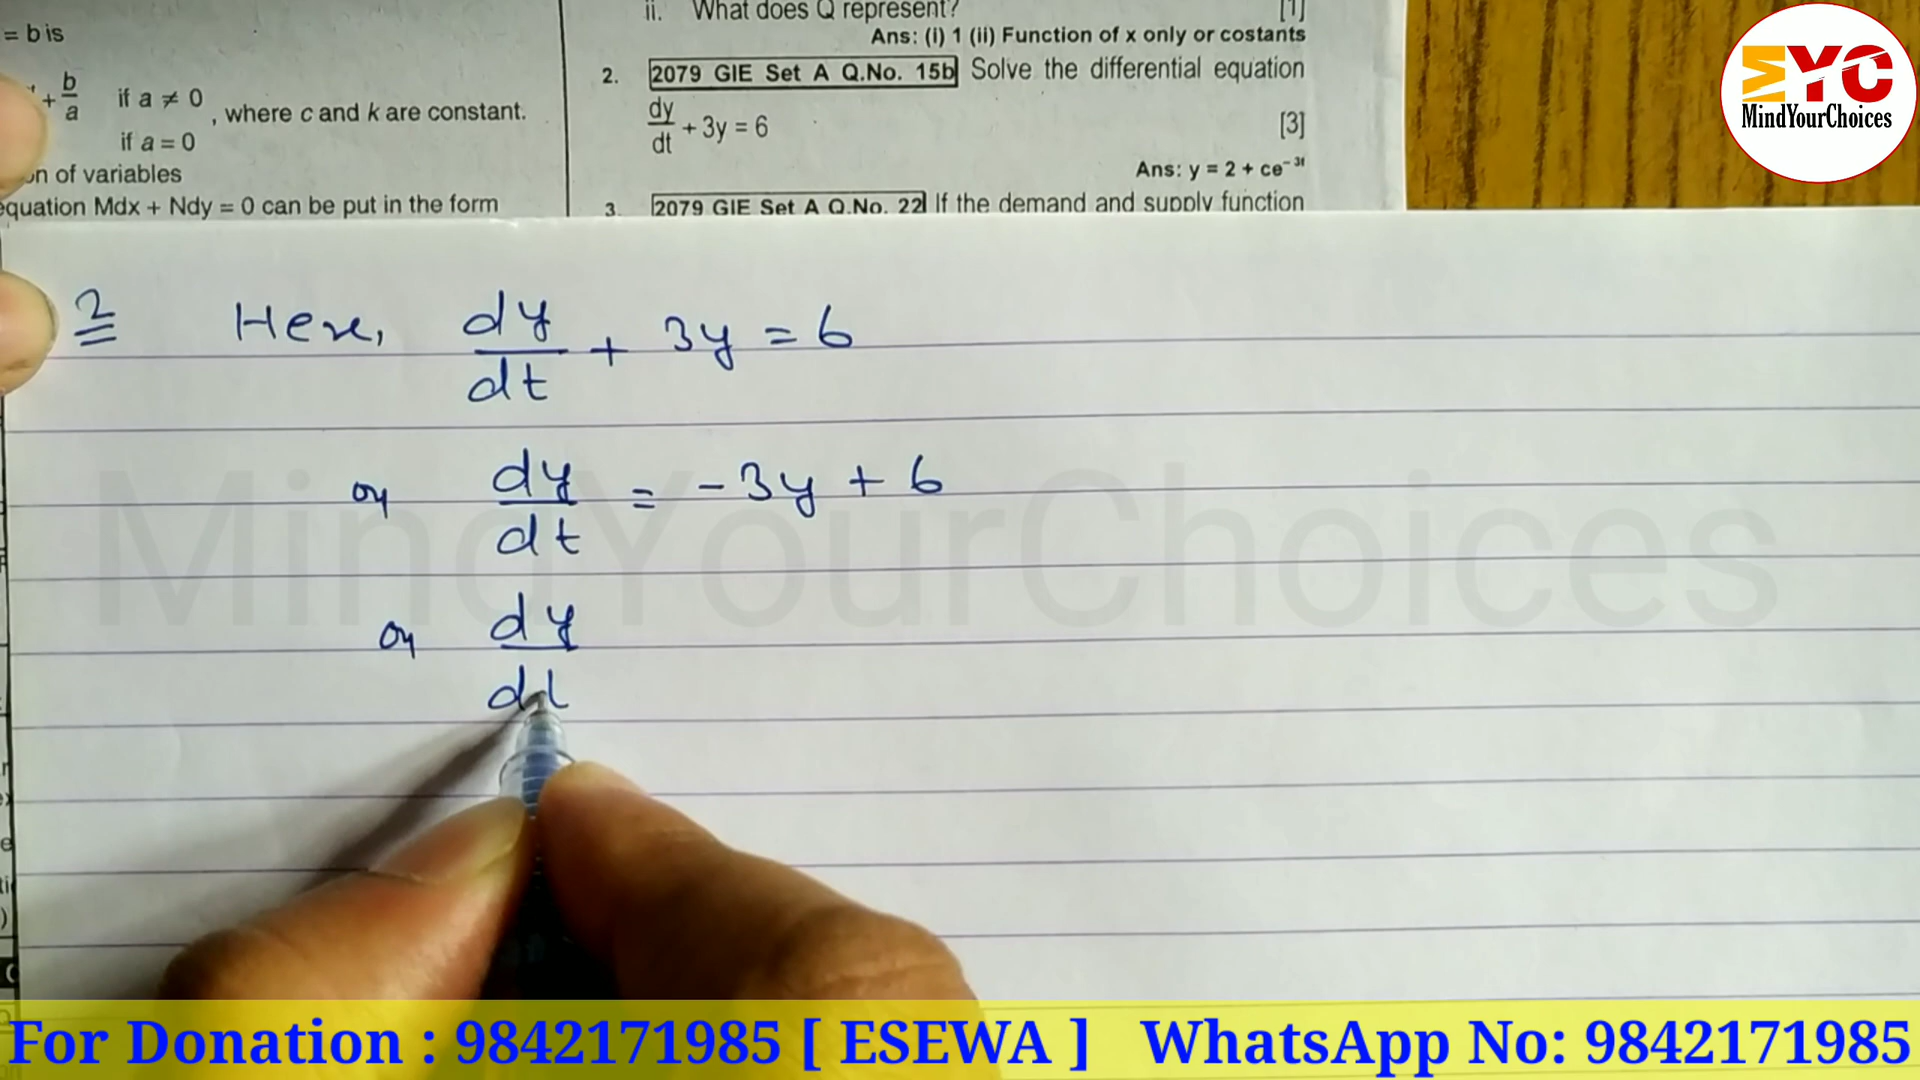 = b is
+ b/a if a ≠ 0
, where c and k are constant.
if a = 0
on of variables
equation Mdx + Ndy = 0 can be put in the form
ii. What does Q represent? [1]
Ans: (i) 1 (ii) Function of x only or costants
2. 2079 GIE Set A Q.No. 15b Solve the differential equation
dy/dt + 3y = 6 [3]
Ans: y = 2 + ce⁻³ᵗ
3. 2079 GIE Set A Q.No. 22 If the demand and supply function
MYC
MindYourChoices
2 Here, dy/dt + 3y = 6
or dy/dt = -3y + 6
or dy/dt
MindYourChoices
For Donation : 9842171985 [ ESEWA ] WhatsApp No: 9842171985